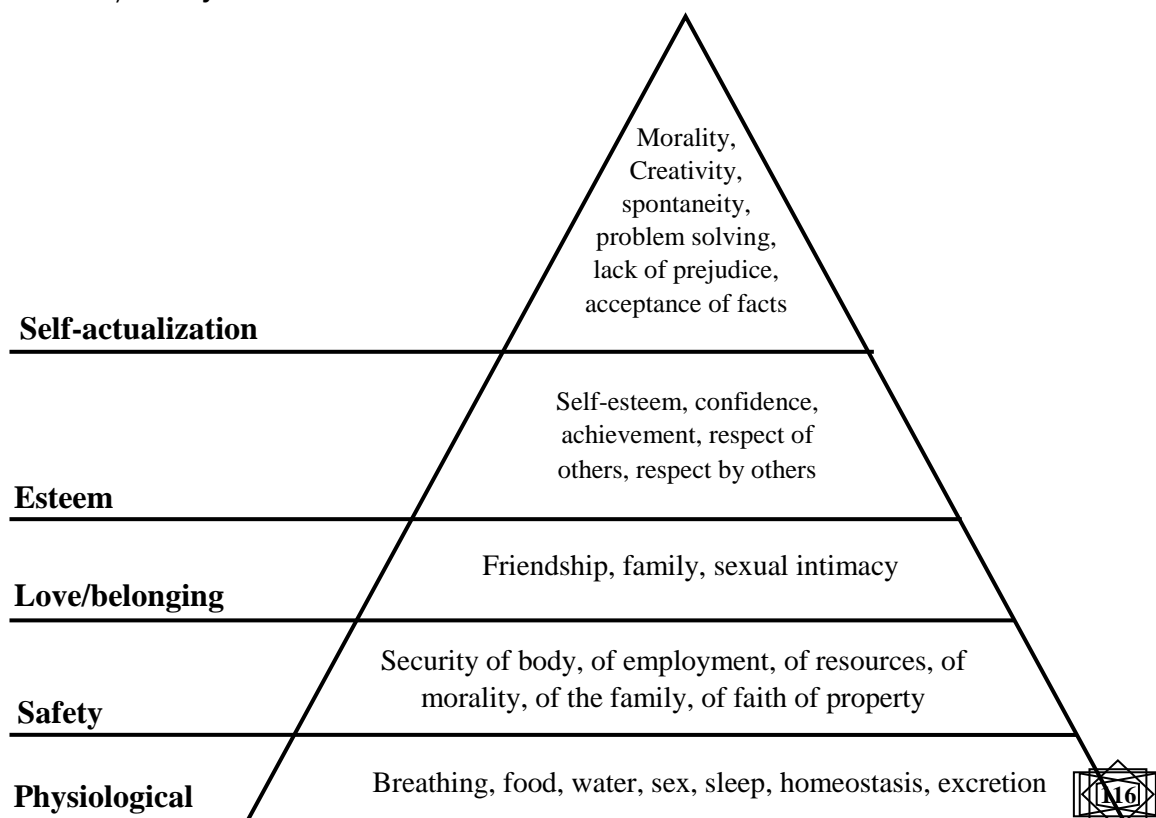 Morality,
Creativity,
spontaneity,
problem solving,
lack of prejudice,
acceptance of facts
Self-actualization
Self-esteem, confidence,
achievement, respect of
others, respect by others
Esteem
Friendship, family, sexual intimacy
Love/belonging
Security of body, of employment, of resources, of
morality, of the family, of faith of property
Safety
Breathing, food, water, sex, sleep, homeostasis, excretion
Physiological
116